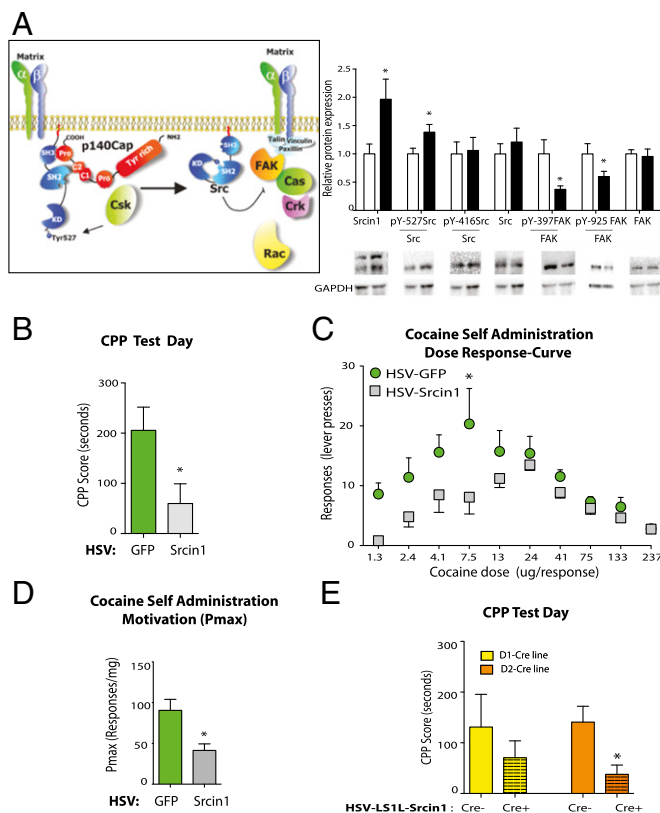 A
Matrix
α
β
Matrix
α
β
SH3
Pro
COOH
p140Cap
NH2
Tyr rich
C2
C1
Pro
SH2
KD
Tyr527
Csk
KD
SH3
SH2
Src
Talin
Vinculin
Paxillin
FAK
Cas
Crk
Rac
Relative protein expression
2.5
2.0
1.5
1.0
0.5
*
*
*
*
Srcin1
pY-527Src
Src
pY-416Src
Src
Src
pY-397FAK
FAK
pY-925 FAK
FAK
FAK
GAPDH
B
CPP Test Day
CPP Score (seconds)
300
200
100
0
*
HSV:
GFP
Srcin1
C
Cocaine Self Administration
Dose Response-Curve
HSV-GFP
HSV-Srcin1
*
Responses (lever presses)
30
20
10
0
1.3 2.4 4.1 7.5 13 24 41 75 133 237
Cocaine dose (ug/response)
D
Cocaine Self Administration
Motivation (Pmax)
Pmax (Responses/mg)
150
100
50
0
*
HSV:
GFP
Srcin1
E
CPP Test Day
D1-Cre line
D2-Cre line
CPP Score (seconds)
300
200
100
0
*
HSV-LS1L-Srcin1 : Cre- Cre+ Cre- Cre+